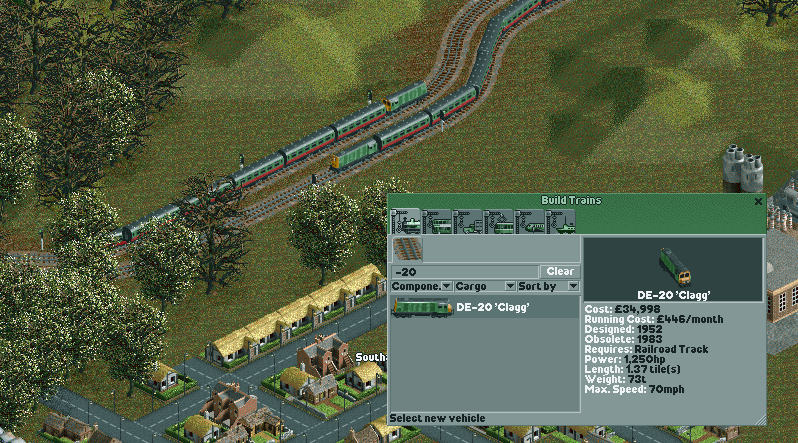 Build Trains
-20
Clear
Compone.
Cargo
Sort by
DE-20 'Clagg'
DE-20 'Clagg'
Cost: £34,998
Running Cost: £446/month
Designed: 1952
Obsolete: 1983
Requires: Railroad Track
Power: 1,250hp
Length: 1.37 tile(s)
Weight: 73t
Max. Speed: 70mph
Southa
Select new vehicle